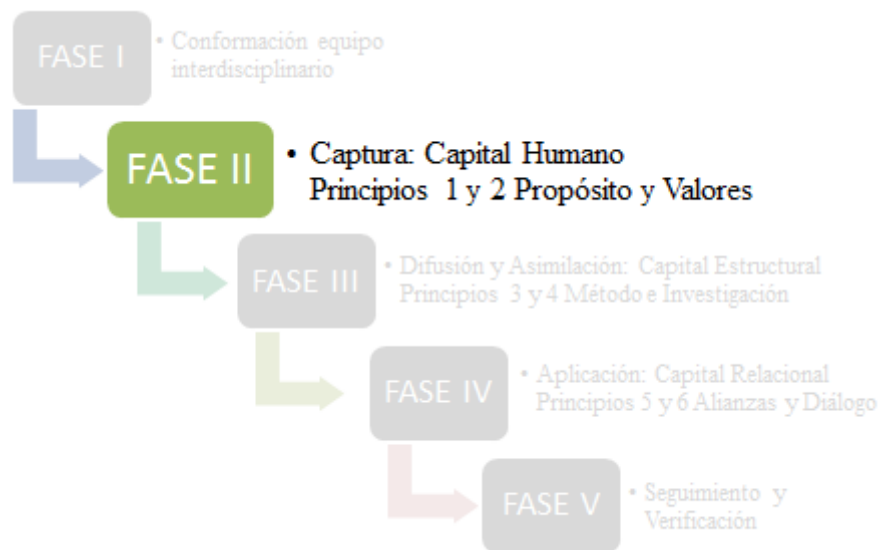 FASE I
• Conformación equipo
interdisciplinario
FASE II
• Captura: Capital Humano
Principios 1 y 2 Propósito y Valores
FASE III
• Difusión y Asimilación: Capital Estructural
Principios 3 y 4 Método e Investigación
FASE IV
• Aplicación: Capital Relacional
Principios 5 y 6 Alianzas y Diálogo
FASE V
• Seguimiento y
Verificación